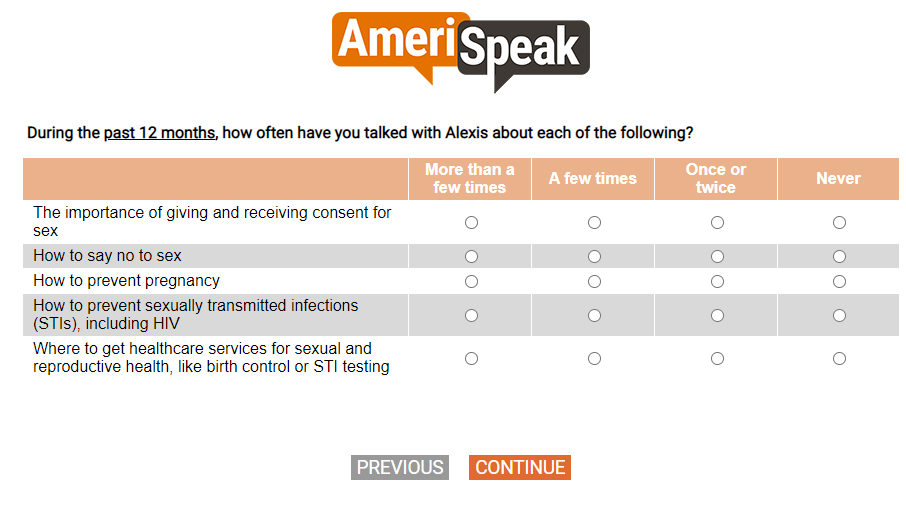 AmeriSpeak
During the past 12 months, how often have you talked with Alexis about each of the following?
More than a
few times
A few times
Once or
twice
Never
The importance of giving and receiving consent for
sex
How to say no to sex
How to prevent pregnancy
How to prevent sexually transmitted infections
(STIs), including HIV
Where to get healthcare services for sexual and
reproductive health, like birth control or STI testing
PREVIOUS
CONTINUE